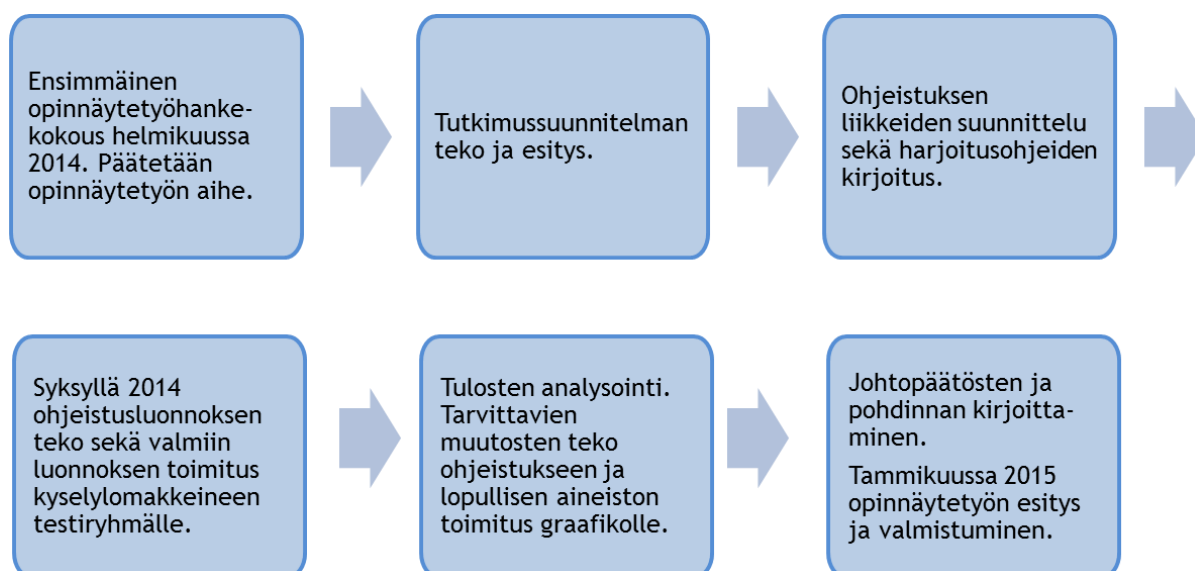 Ensimmäinen
opinnäytetyöhanke-
kokous helmikuussa
2014. Päätetään
opinnäytetyön aihe.
Tutkimussuunnitelman
teko ja esitys.
Ohjeistuksen
liikkeiden suunnittelu
sekä harjoitusohjeiden
kirjoitus.
Syksyllä 2014
ohjeistusluonnoksen
teko sekä valmiin
luonnoksen toimitus
kyselylomakkeineen
testiryhmälle.
Tulosten analysointi.
Tarvittavien
muutosten teko
ohjeistukseen ja
lopullisen aineiston
toimitus graafikolle.
Johtopäätösten ja
pohdinnan kirjoitta-
minen.
Tammikuussa 2015
opinnäytetyön esitys
ja valmistuminen.